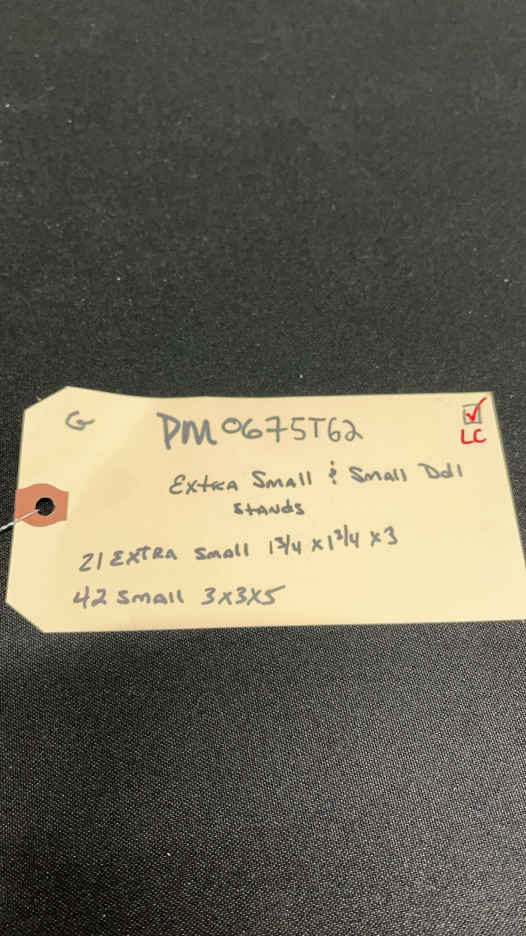 G PM0675T62 ☑
LC
Extra Small & Small Doll
Stands
21 Extra Small 1 3/4 x 1 3/4 x 3
42 Small 3x3x5